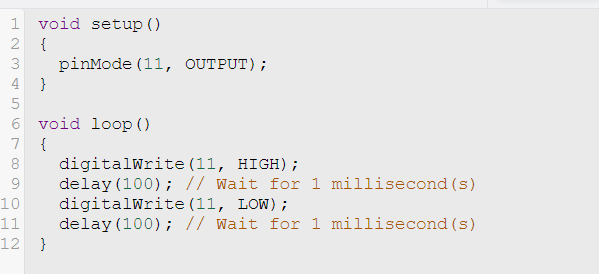 1 void setup()
2 {
3   pinMode(11, OUTPUT);
4 }
5
6 void loop()
7 {
8   digitalWrite(11, HIGH);
9   delay(100); // Wait for 1 millisecond(s)
10   digitalWrite(11, LOW);
11   delay(100); // Wait for 1 millisecond(s)
12 }